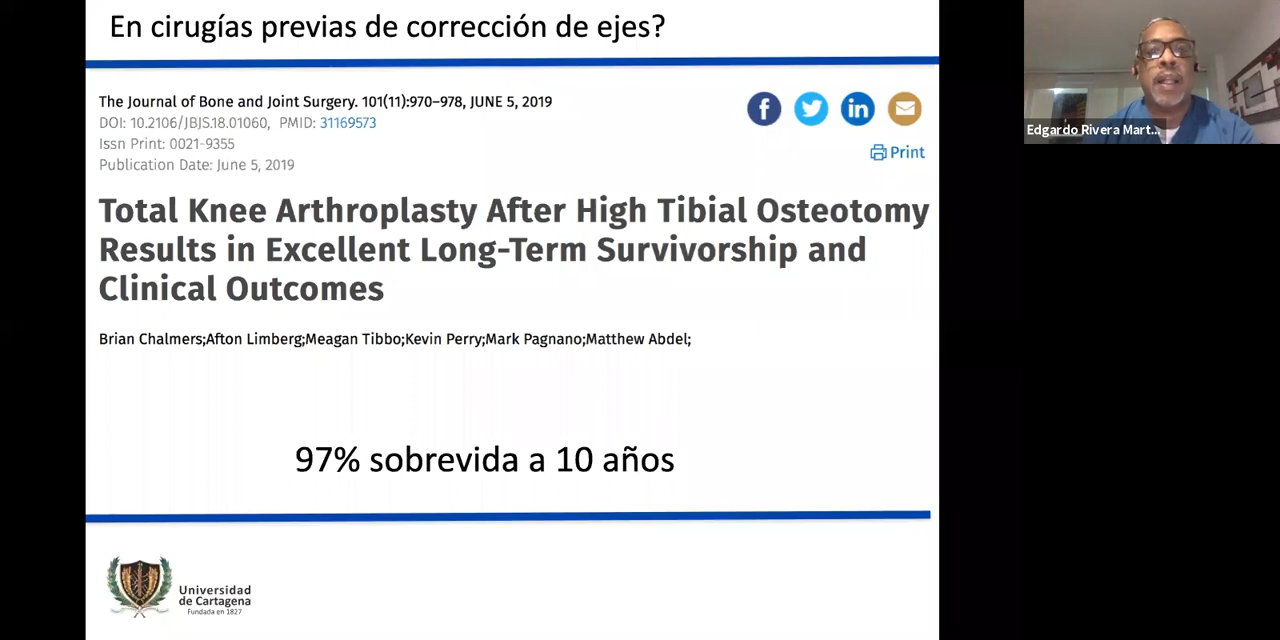 En cirugías previas de corrección de ejes?
The Journal of Bone and Joint Surgery. 101(11):970–978, JUNE 5, 2019
DOI: 10.2106/JBJS.18.01060, PMID: 31169573
Issn Print: 0021-9355
Publication Date: June 5, 2019
Print
Total Knee Arthroplasty After High Tibial Osteotomy
Results in Excellent Long-Term Survivorship and
Clinical Outcomes
Brian Chalmers;Afton Limberg;Meagan Tibbo;Kevin Perry;Mark Pagnano;Matthew Abdel;
97% sobrevida a 10 años
Universidad
de Cartagena
Fundada en 1827
Edgardo Rivera Mart...